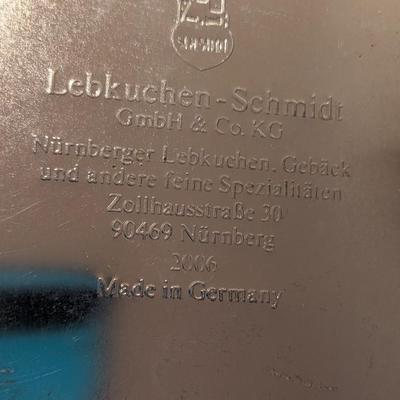 Lebkuchen-Schmidt
GmbH & Co. KG
Nürnberger Lebkuchen, Gebäck
und andere feine Spezialitäten
Zollhausstraße 30
90469 Nürnberg
2006
Made in Germany